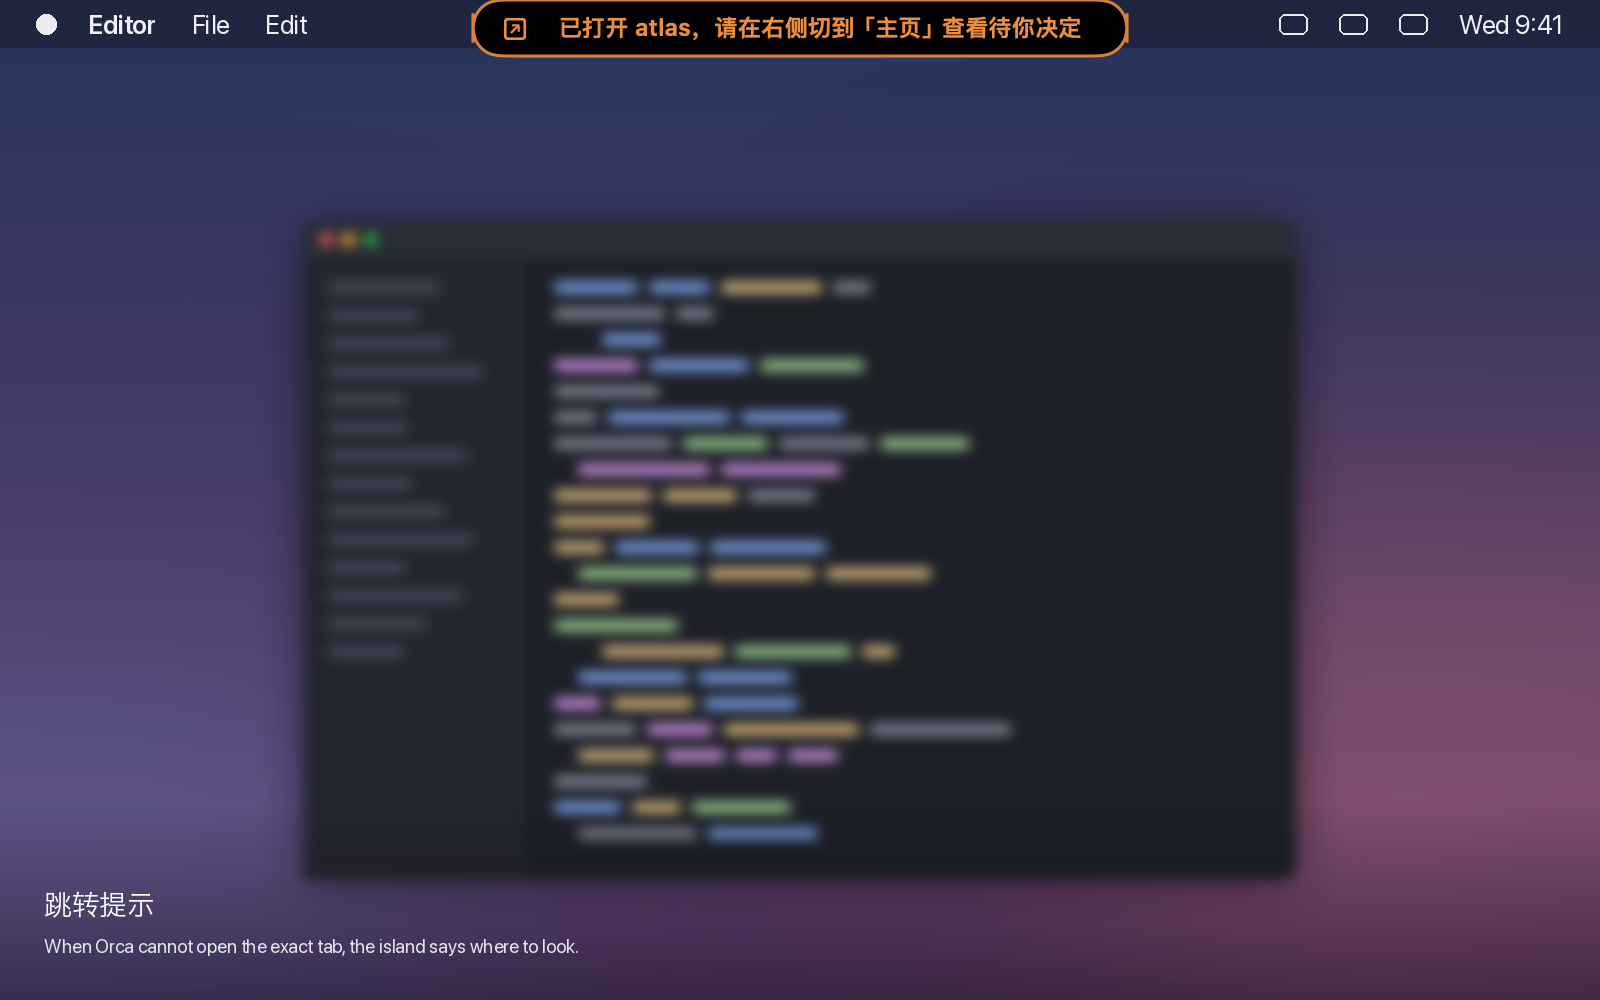 Editor File Edit
已打开 atlas，请在右侧切到「主页」查看待你决定
Wed 9:41
跳转提示
When Orca cannot open the exact tab, the island says where to look.